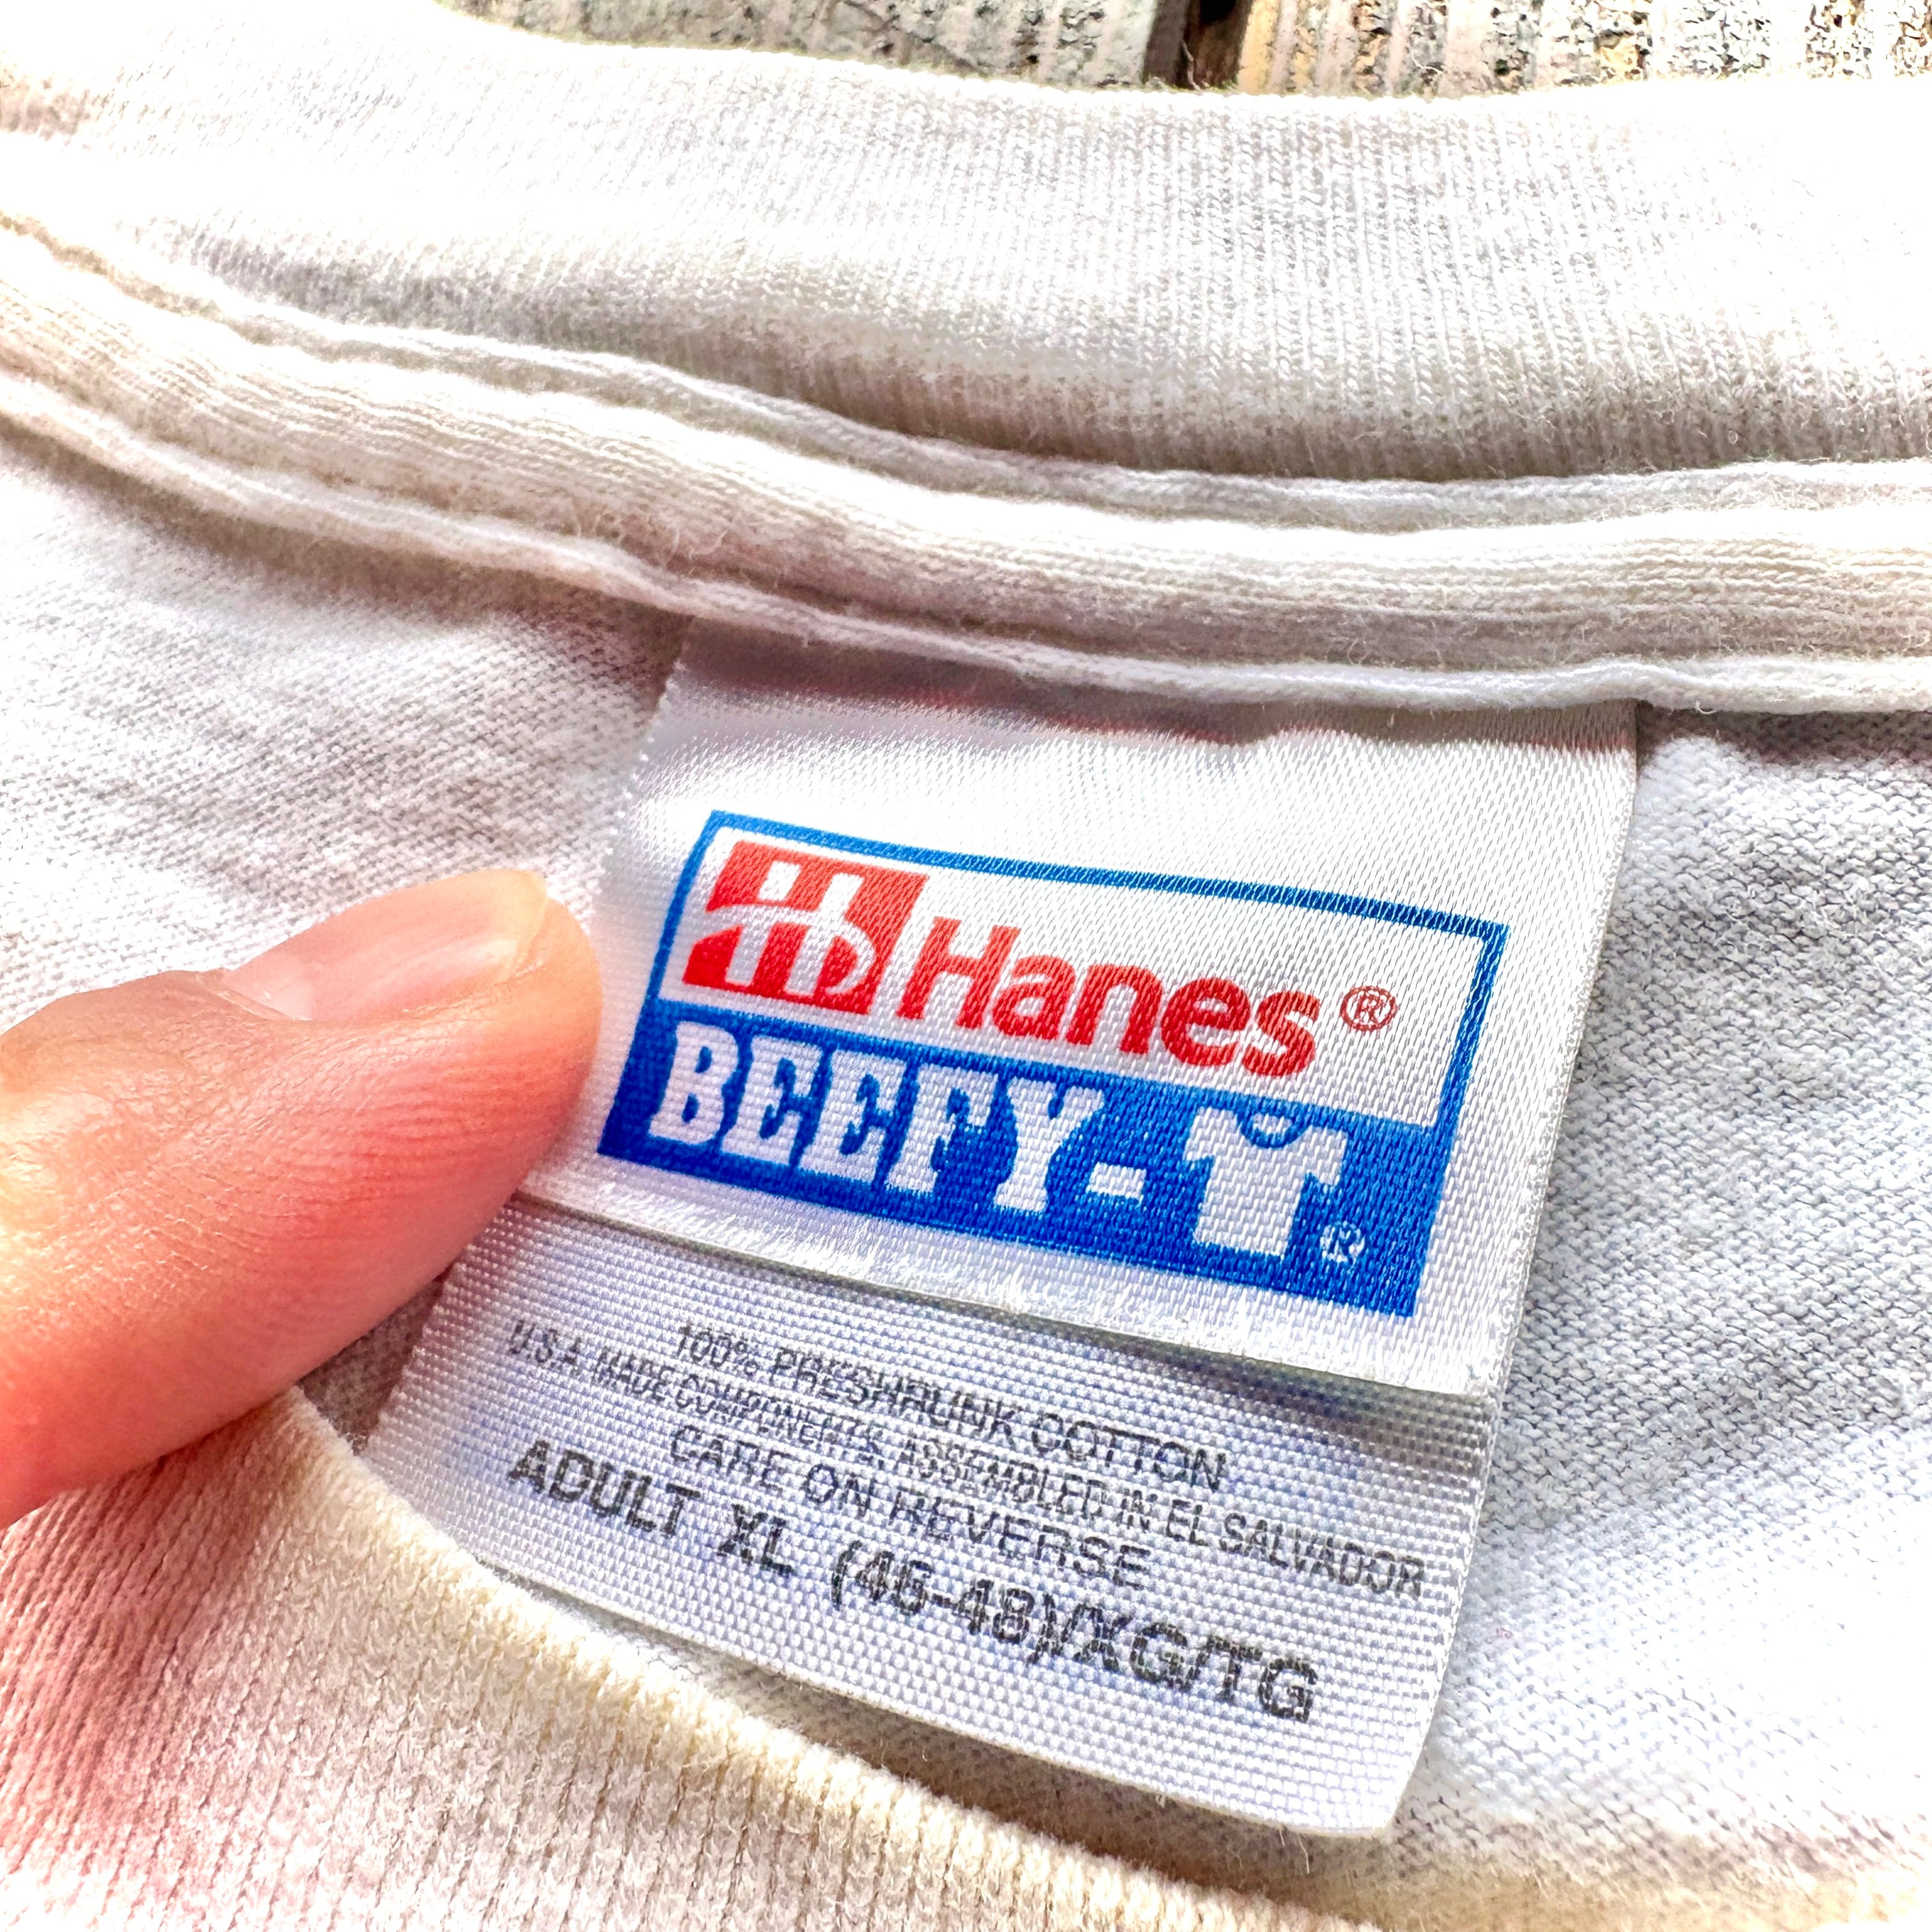 Hanes®
BEEFY-T®
100% PRESHRUNK COTTON
U.S.A. MADE COMPONENTS, ASSEMBLED IN EL SALVADOR
CARE ON REVERSE
ADULT XL (46-48)/XG/TG